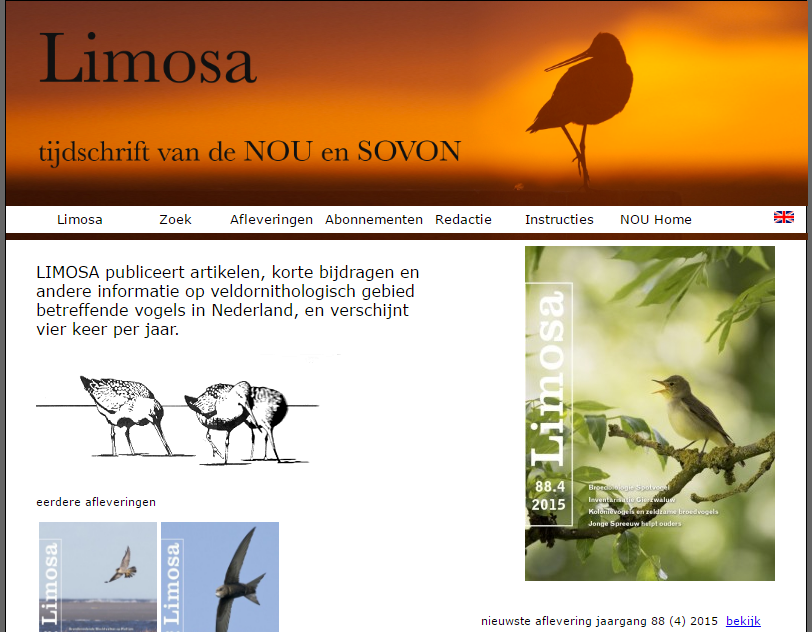 Limosa
tijdschrift van de NOU en SOVON
Limosa Zoek Afleveringen Abonnementen Redactie Instructies NOU Home
LIMOSA publiceert artikelen, korte bijdragen en
andere informatie op veldornithologisch gebied
betreffende vogels in Nederland, en verschijnt
vier keer per jaar.
eerdere afleveringen
Limosa
Limosa
Limosa
88.4
2015
Broedbiologie Spotvogel
Inventarisatie Gierzwaluw
Kolonievogels en zeldzame broedvogels
Jonge Spreeuw helpt ouders
nieuwste aflevering jaargang 88 (4) 2015 bekijk